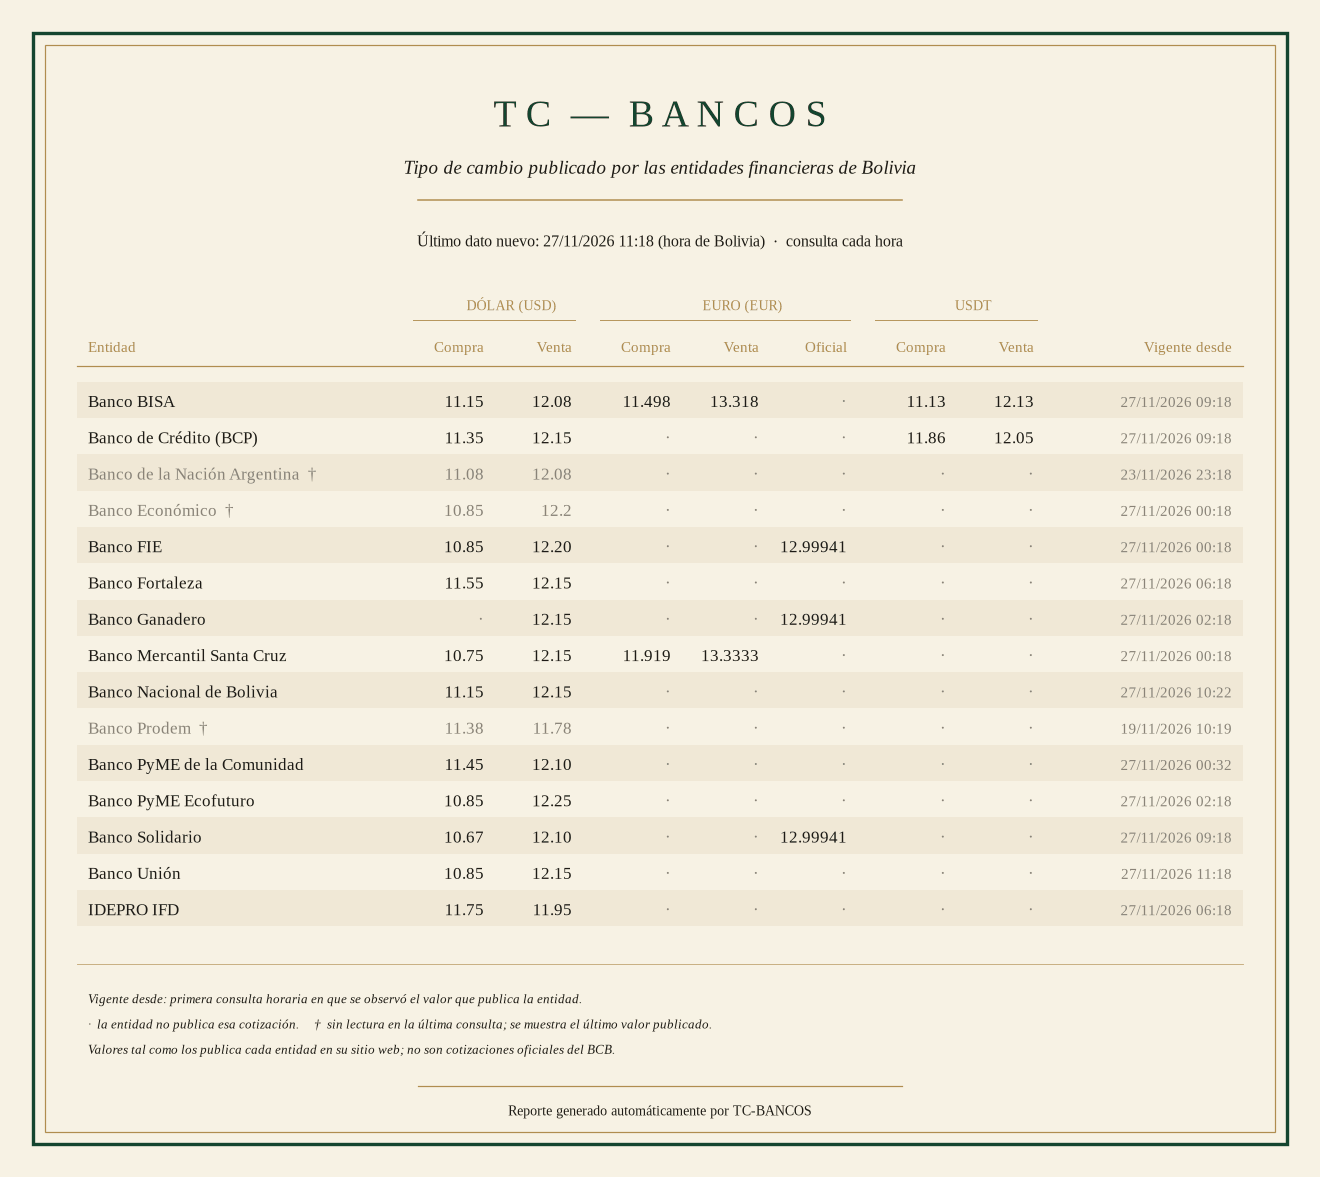 TC — BANCOS
Tipo de cambio publicado por las entidades financieras de Bolivia
Último dato nuevo: 27/11/2026 11:18 (hora de Bolivia) · consulta cada hora
DÓLAR (USD) EURO (EUR) USDT
Entidad Compra Venta Compra Venta Oficial Compra Venta Vigente desde
Banco BISA 11.15 12.08 11.498 13.318 · 11.13 12.13 27/11/2026 09:18
Banco de Crédito (BCP) 11.35 12.15 · · · 11.86 12.05 27/11/2026 09:18
Banco de la Nación Argentina † 11.08 12.08 · · · · · 23/11/2026 23:18
Banco Económico † 10.85 12.2 · · · · · 27/11/2026 00:18
Banco FIE 10.85 12.20 · · 12.99941 · · 27/11/2026 00:18
Banco Fortaleza 11.55 12.15 · · · · · 27/11/2026 06:18
Banco Ganadero · 12.15 · · 12.99941 · · 27/11/2026 02:18
Banco Mercantil Santa Cruz 10.75 12.15 11.919 13.3333 · · · 27/11/2026 00:18
Banco Nacional de Bolivia 11.15 12.15 · · · · · 27/11/2026 10:22
Banco Prodem † 11.38 11.78 · · · · · 19/11/2026 10:19
Banco PyME de la Comunidad 11.45 12.10 · · · · · 27/11/2026 00:32
Banco PyME Ecofuturo 10.85 12.25 · · · · · 27/11/2026 02:18
Banco Solidario 10.67 12.10 · · 12.99941 · · 27/11/2026 09:18
Banco Unión 10.85 12.15 · · · · · 27/11/2026 11:18
IDEPRO IFD 11.75 11.95 · · · · · 27/11/2026 06:18
Vigente desde: primera consulta horaria en que se observó el valor que publica la entidad.
· la entidad no publica esa cotización. † sin lectura en la última consulta; se muestra el último valor publicado.
Valores tal como los publica cada entidad en su sitio web; no son cotizaciones oficiales del BCB.
Reporte generado automáticamente por TC-BANCOS